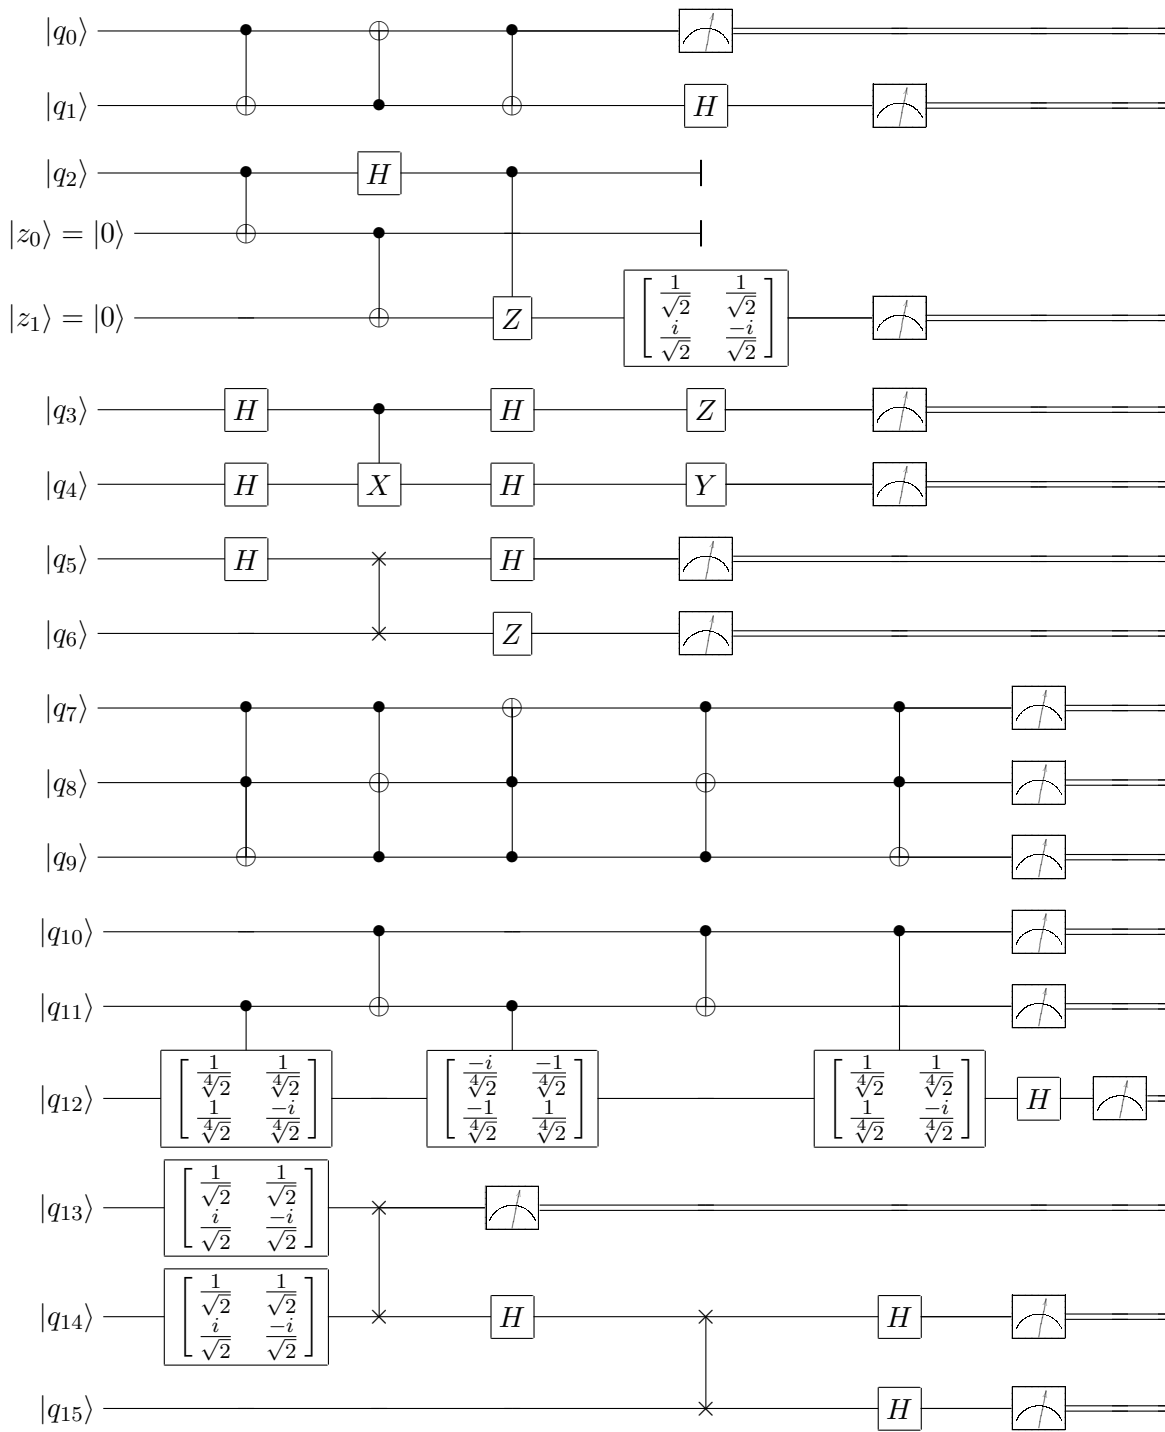 |q₀⟩
|q₁⟩ H
|q₂⟩ H
|z₀⟩ = |0⟩
|z₁⟩ = |0⟩ Z [ 1/√2 1/√2 ; i/√2 -i/√2 ]
|q₃⟩ H H Z
|q₄⟩ H X H Y
|q₅⟩ H H
|q₆⟩ Z
|q₇⟩
|q₈⟩
|q₉⟩
|q₁₀⟩
|q₁₁⟩
|q₁₂⟩ [ 1/∜2 1/∜2 ; 1/∜2 -i/∜2 ] [ -i/∜2 -1/∜2 ; -1/∜2 1/∜2 ] [ 1/∜2 1/∜2 ; 1/∜2 -i/∜2 ] H
|q₁₃⟩ [ 1/√2 1/√2 ; i/√2 -i/√2 ]
|q₁₄⟩ [ 1/√2 1/√2 ; i/√2 -i/√2 ] H H
|q₁₅⟩ H